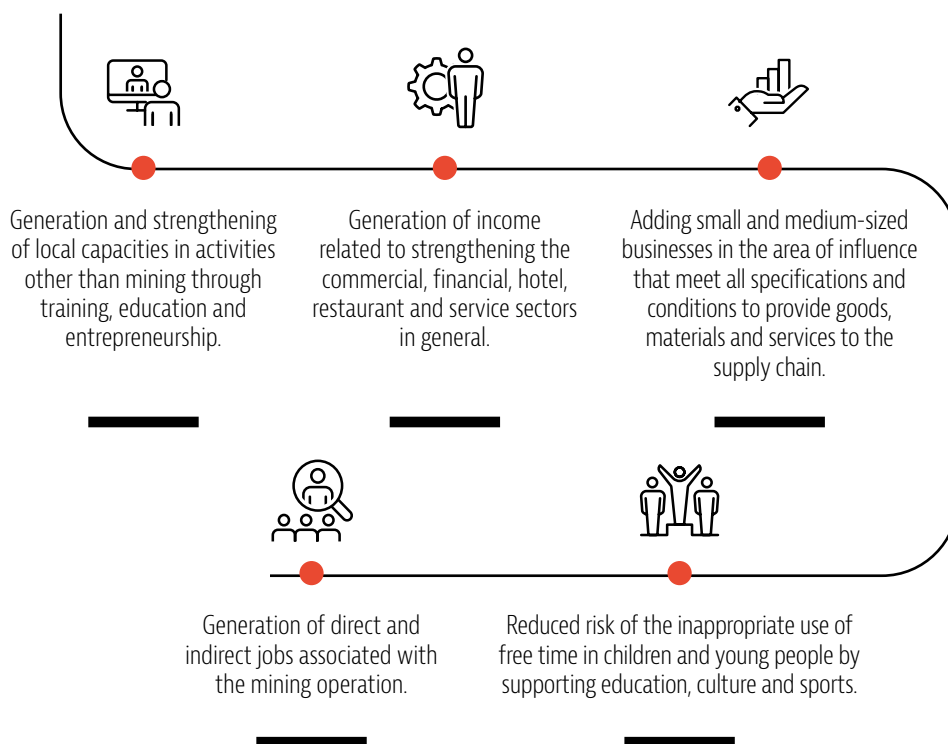 Generation and strengthening
of local capacities in activities
other than mining through
training, education and
entrepreneurship.
Generation of income
related to strengthening the
commercial, financial, hotel,
restaurant and service sectors
in general.
Adding small and medium-sized
businesses in the area of influence
that meet all specifications and
conditions to provide goods,
materials and services to the
supply chain.
Generation of direct and
indirect jobs associated with
the mining operation.
Reduced risk of the inappropriate use of
free time in children and young people by
supporting education, culture and sports.